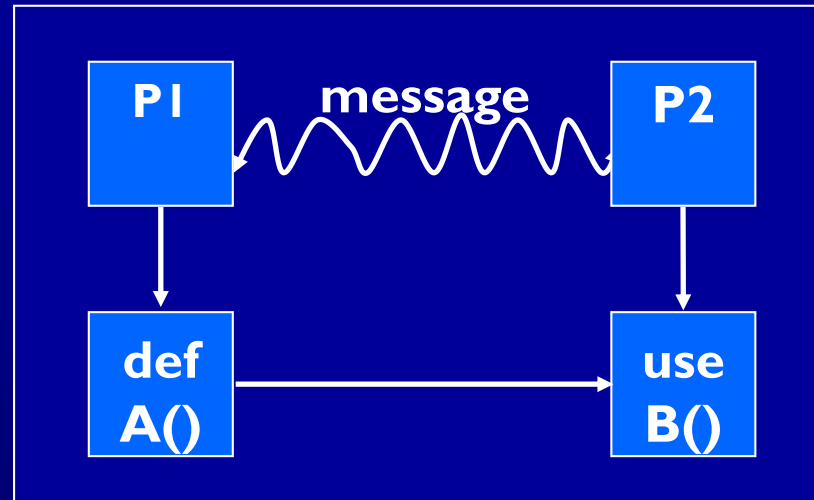 P1
message
P2
def
A()
use
B()